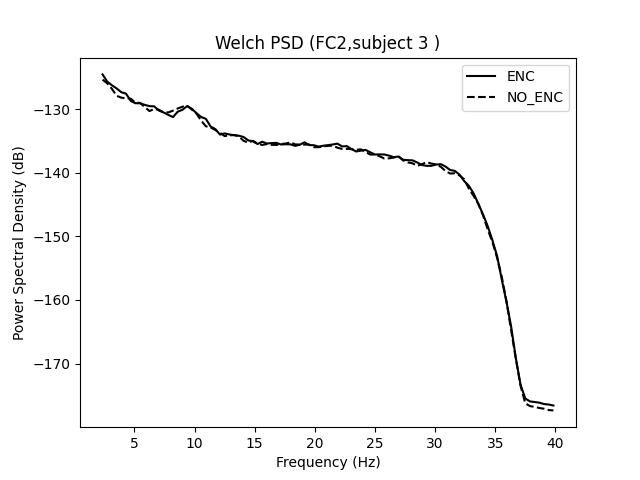 Welch PSD (FC2,subject 3 )
ENC
NO_ENC
Power Spectral Density (dB)
−130
−140
−150
−160
−170
5 10 15 20 25 30 35 40
Frequency (Hz)